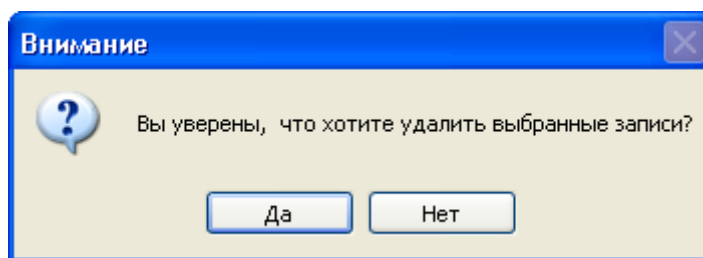 Внимание
Вы уверены, что хотите удалить выбранные записи?
Да
Нет